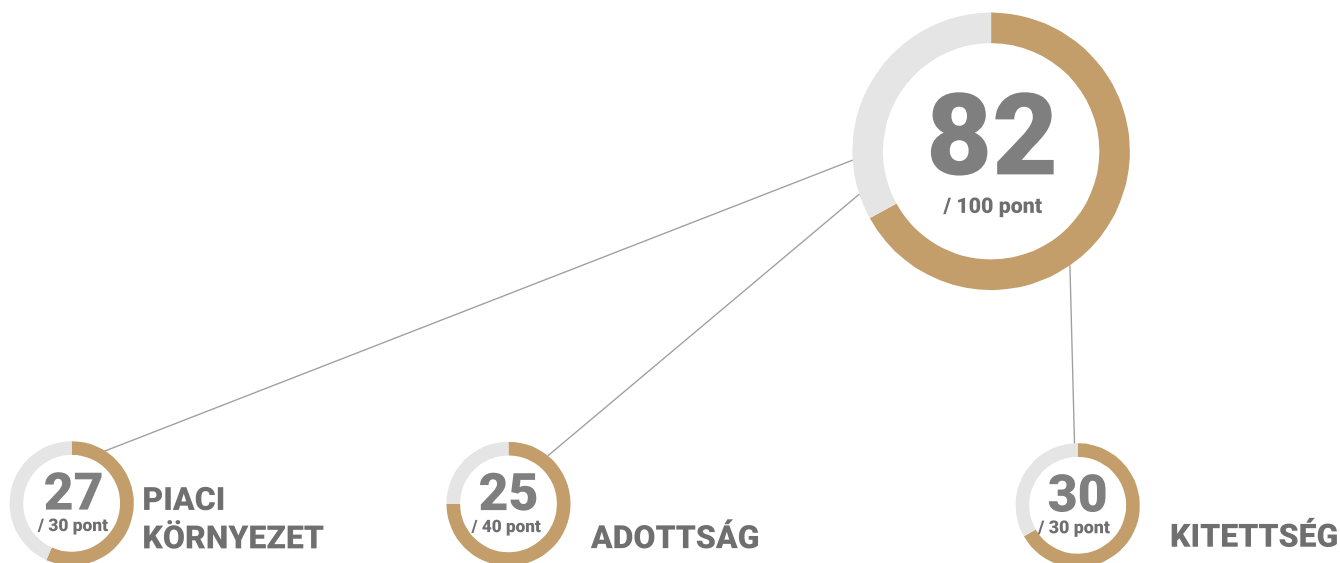 82
/ 100 pont
27
/ 30 pont
PIACI
KÖRNYEZET
25
/ 40 pont
ADOTTSÁG
30
/ 30 pont
KITETTSÉG